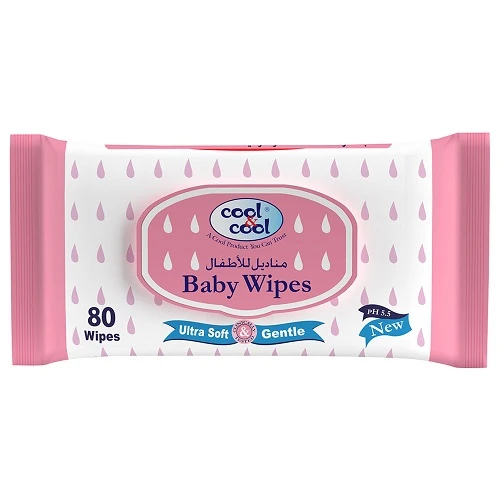 cool & cool®
A Cool Product You Can Trust
مناديل للأطفال
Baby Wipes
80
Wipes
Ultra Soft & Gentle
PH 5.5
New